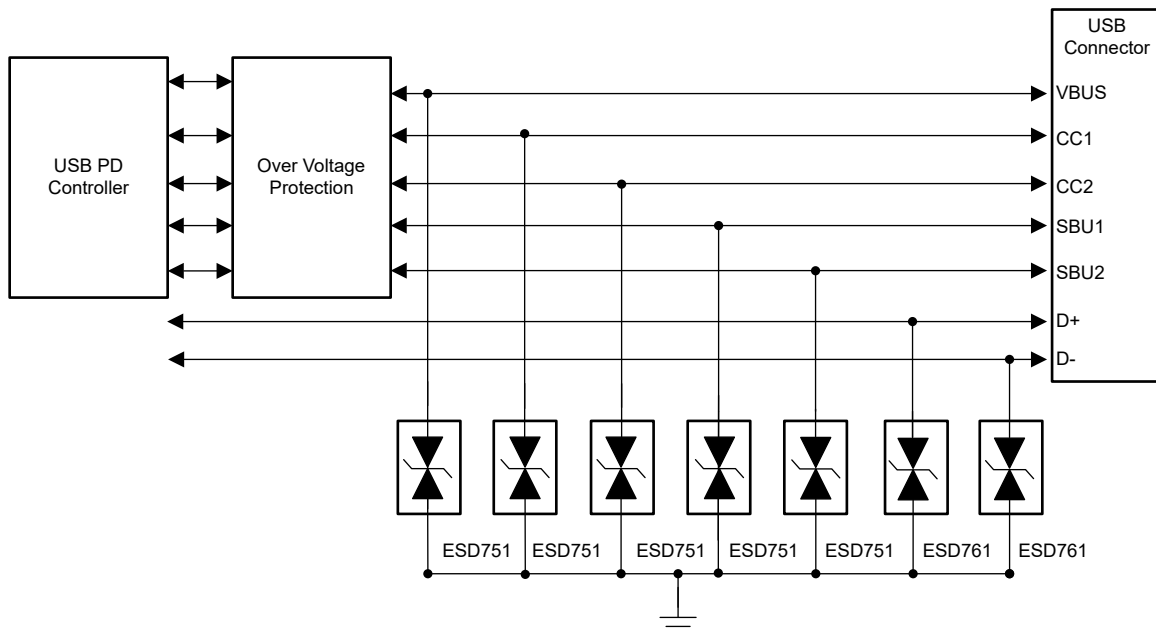 USB
Connector
USB PD
Controller
Over Voltage
Protection
VBUS
CC1
CC2
SBU1
SBU2
D+
D-
ESD751
ESD751
ESD751
ESD751
ESD751
ESD761
ESD761